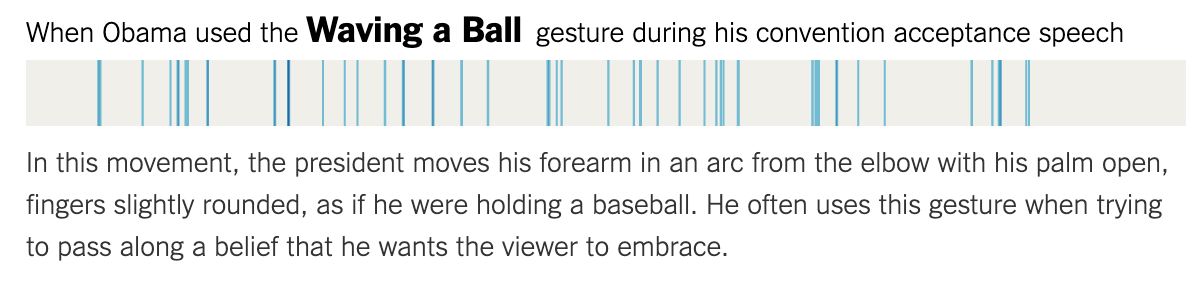 When Obama used the Waving a Ball gesture during his convention acceptance speech
In this movement, the president moves his forearm in an arc from the elbow with his palm open,
fingers slightly rounded, as if he were holding a baseball. He often uses this gesture when trying
to pass along a belief that he wants the viewer to embrace.